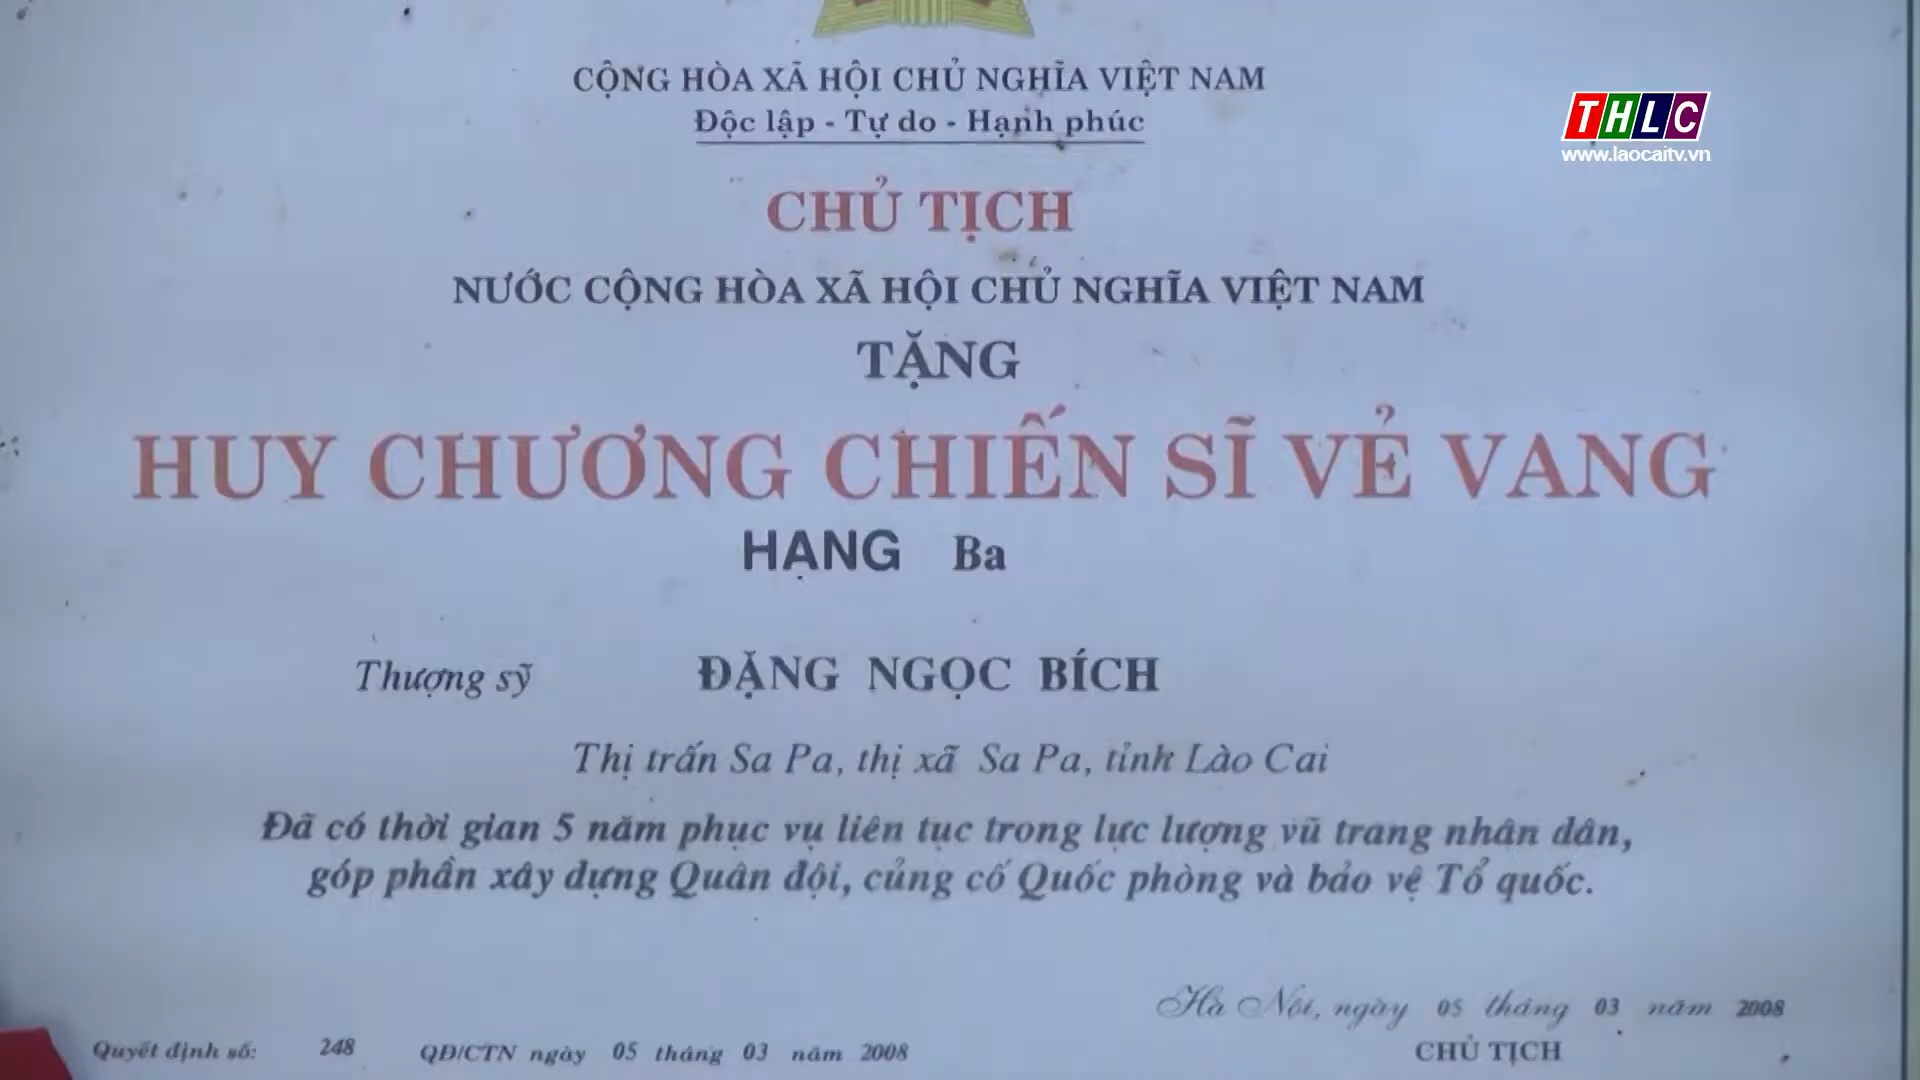 CỘNG HÒA XÃ HỘI CHỦ NGHĨA VIỆT NAM
Độc lập - Tự do - Hạnh phúc
THLC
www.laocaitv.vn
CHỦ TỊCH
NƯỚC CỘNG HÒA XÃ HỘI CHỦ NGHĨA VIỆT NAM
TẶNG
HUY CHƯƠNG CHIẾN SĨ VẺ VANG
HẠNG Ba
Thượng sỹ ĐẶNG NGỌC BÍCH
Thị trấn Sa Pa, thị xã Sa Pa, tỉnh Lào Cai
Đã có thời gian 5 năm phục vụ liên tục trong lực lượng vũ trang nhân dân,
góp phần xây dựng Quân đội, củng cố Quốc phòng và bảo vệ Tổ quốc.
Hà Nội, ngày 05 tháng 03 năm 2008
Quyết định số: 248 QĐ/CTN ngày 05 tháng 03 năm 2008
CHỦ TỊCH